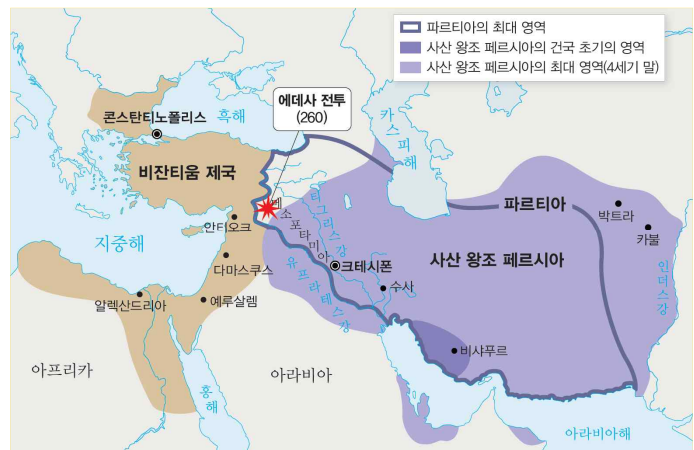 파르티아의 최대 영역
사산 왕조 페르시아의 건국 초기의 영역
사산 왕조 페르시아의 최대 영역(4세기 말)
에데사 전투
(260)
흑해
콘스탄티노폴리스
카스피해
비잔티움 제국
파르티아
박트라
카불
메소포타미아
티그리스강
안티오크
지중해
다마스쿠스
유프라테스강
크테시폰
사산 왕조 페르시아
인더스강
수사
알렉산드리아
예루살렘
비샤푸르
아프리카
아라비아
홍해
아라비아해